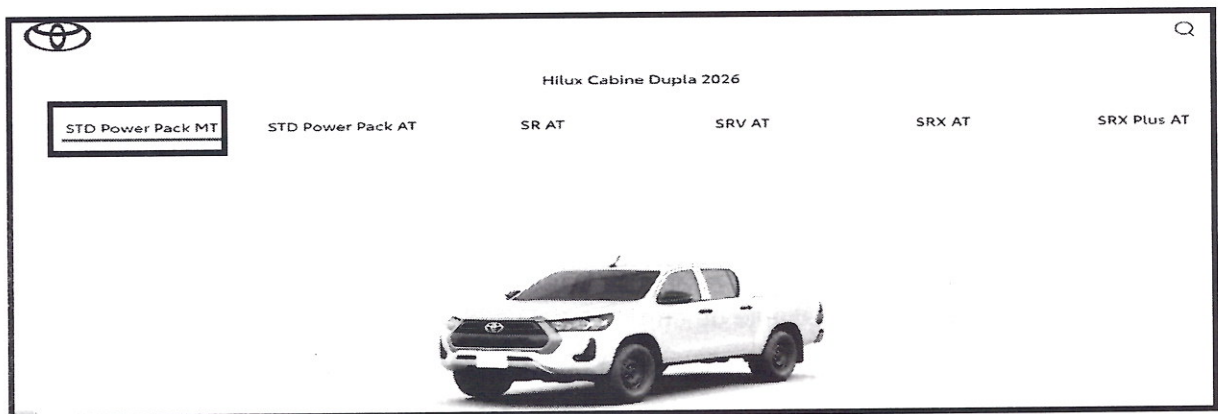 Hilux Cabine Dupla 2026
STD Power Pack MT STD Power Pack AT SR AT SRV AT SRX AT SRX Plus AT